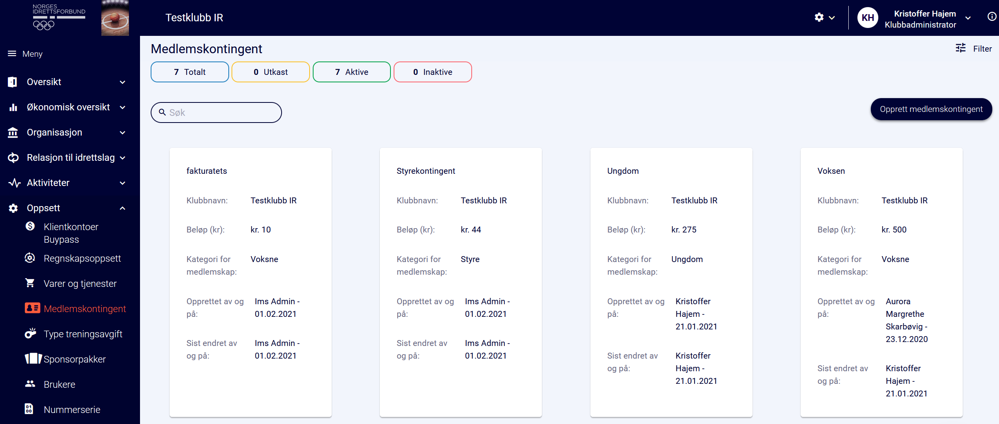 NORGES
IDRETTSFORBUND
Testklubb IR
KH
Kristoffer Hajem
Klubbadministrator
Meny
Oversikt
Økonomisk oversikt
Organisasjon
Relasjon til idrettslag
Aktiviteter
Oppsett
Klientkontoer
Buypass
Regnskapsoppsett
Varer og tjenester
Medlemskontingent
Type treningsavgift
Sponsorpakker
Brukere
Nummerserie
Medlemskontingent
Filter
7 Totalt
0 Utkast
7 Aktive
0 Inaktive
Søk
Opprett medlemskontingent
fakturatets
Klubbnavn: Testklubb IR
Beløp (kr): kr. 10
Kategori for Voksne
medlemskap:
Opprettet av og Ims Admin -
på: 01.02.2021
Sist endret av Ims Admin -
og på: 01.02.2021
Styrekontingent
Klubbnavn: Testklubb IR
Beløp (kr): kr. 44
Kategori for Styre
medlemskap:
Opprettet av og Ims Admin -
på: 01.02.2021
Sist endret av Ims Admin -
og på: 01.02.2021
Ungdom
Klubbnavn: Testklubb IR
Beløp (kr): kr. 275
Kategori for Ungdom
medlemskap:
Opprettet av og Kristoffer
på: Hajem -
21.01.2021
Sist endret av Kristoffer
og på: Hajem -
21.01.2021
Voksen
Klubbnavn: Testklubb IR
Beløp (kr): kr. 500
Kategori for Voksne
medlemskap:
Opprettet av og Aurora
på: Margrethe
Skarbøvig -
23.12.2020
Sist endret av Kristoffer
og på: Hajem -
21.01.2021